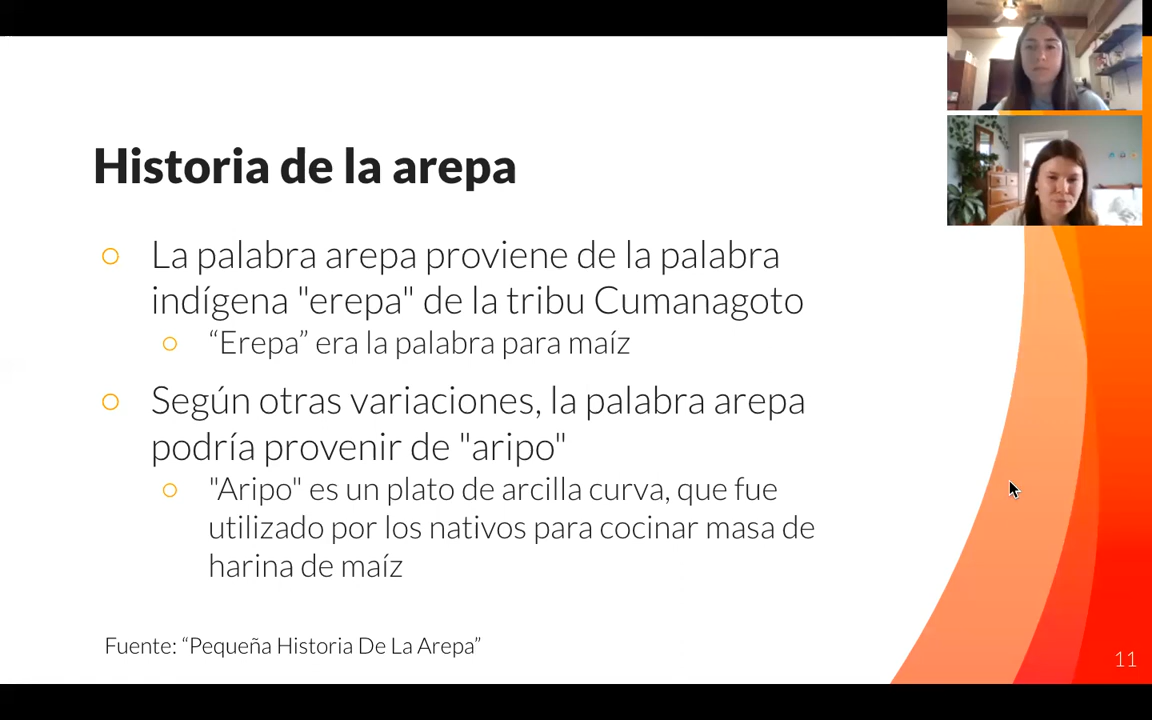 Historia de la arepa
La palabra arepa proviene de la palabra
indígena "erepa" de la tribu Cumanagoto
“Erepa” era la palabra para maíz
Según otras variaciones, la palabra arepa
podría provenir de "aripo"
"Aripo" es un plato de arcilla curva, que fue
utilizado por los nativos para cocinar masa de
harina de maíz
Fuente: “Pequeña Historia De La Arepa”
11